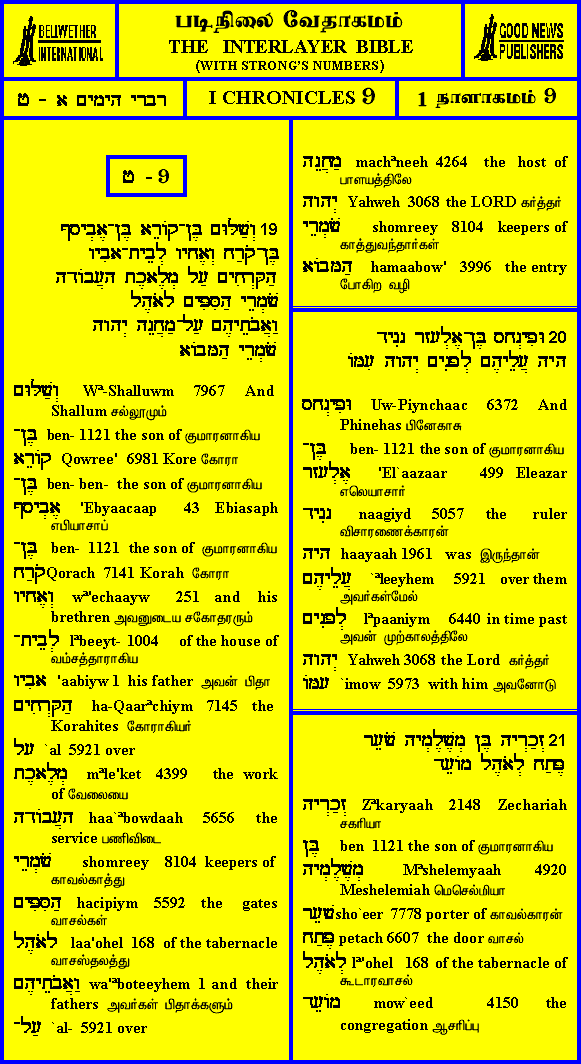 BELLWETHER
INTERNATIONAL
படிநிலை வேதாகமம்
THE INTERLAYER BIBLE
(WITH STRONG'S NUMBERS)
GOOD NEWS
PUBLISHERS
דברי הימים א - ט
I CHRONICLES 9
1 நாளாகமம் 9
ט - 9
19 וְשַׁלּוּם בֶּן־קוֹרֵא בֶּן־אֶבְיָסָף
בֶּן־קֹרַח וְאֶחָיו לְבֵית־אָבִיו
הַקָּרְחִים עַל מְלֶאכֶת הָעֲבוֹדָה
שֹׁמְרֵי הַסִּפִּים לָאֹהֶל
וַאֲבֹתֵיהֶם עַל־מַחֲנֵה יְהוָה
שֹׁמְרֵי הַמָּבוֹא
וְשַׁלּוּם Wª-Shalluwm 7967 And
Shallum சல்லூமும்
בֶּן־ ben- 1121 the son of குமாரனாகிய
קוֹרֵא Qowree' 6981 Kore கோரா
בֶּן־ ben- ben- the son of குமாரனாகிய
אֶבְיָסָף 'Ebyaacaap 43 Ebiasaph
எபியாசாப்
בֶּן־ ben- 1121 the son of குமாரனாகிய
קֹרַח Qorach 7141 Korah கோரா
וְאֶחָיו wª'echaayw 251 and his
brethren அவனுடைய சகோதரரும்
לְבֵית־ lªbeeyt- 1004 of the house of
வம்சத்தாராகிய
אָבִיו 'aabiyw 1 his father அவன் பிதா
הַקָּרְחִים ha-Qaarªchiym 7145 the
Korahites கோராகியர்
עַל `al 5921 over
מְלֶאכֶת mªle'ket 4399 the work
of வேலையை
הָעֲבוֹדָה haa`ªbowdaah 5656 the
service பணிவிடை
שֹׁמְרֵי shomreey 8104 keepers of
காவல்காத்து
הַסִּפִּים hacipiym 5592 the gates
வாசல்கள்
לָאֹהֶל laa'ohel 168 of the tabernacle
வாசஸ்தலத்து
וַאֲבֹתֵיהֶם wa'ªboteeyhem 1 and their
fathers அவர்கள் பிதாக்களும்
עַל־ `al- 5921 over
מַחֲנֵה machªneeh 4264 the host of
பாளயத்திலே
יְהוָה Yahweh 3068 the LORD கர்த்தர்
שֹׁמְרֵי shomreey 8104 keepers of
காத்துவந்தார்கள்
הַמָּבוֹא hamaabow' 3996 the entry
போகிற வழி
20 וּפִינְחָס בֶּן־אֶלְעָזָר נָגִיד
הָיָה עֲלֵיהֶם לְפָנִים יְהוָה עִמּוֹ
וּפִינְחָס Uw-Piynchaac 6372 And
Phinehas பினேகாசு
בֶּן־ ben- 1121 the son of குமாரனாகிய
אֶלְעָזָר 'El`aazaar 499 Eleazar
எலெயாசார்
נָגִיד naagiyd 5057 the ruler
விசாரணைக்காரன்
הָיָה haayaah 1961 was இருந்தான்
עֲלֵיהֶם `ªleeyhem 5921 over them
அவர்கள்மேல்
לְפָנִים lªpaaniym 6440 in time past
அவன் முற்காலத்திலே
יְהוָה Yahweh 3068 the Lord கர்த்தர்
עִמּוֹ `imow 5973 with him அவனோடு
21 זְכַרְיָה בֶּן מְשֶׁלֶמְיָה שֹׁעֵר
פֶּתַח לְאֹהֶל מוֹעֵד
זְכַרְיָה Zªkaryaah 2148 Zechariah
சகரியா
בֶּן ben 1121 the son of குமாரனாகிய
מְשֶׁלֶמְיָה Mªshelemyaah 4920
Meshelemiah மெசெல்மியா
שֹׁעֵר sho`eer 7778 porter of காவல்காரன்
פֶּתַח petach 6607 the door வாசல்
לְאֹהֶל lª'ohel 168 of the tabernacle of
கூடாரவாசல்
מוֹעֵד mow`eed 4150 the
congregation ஆசரிப்பு